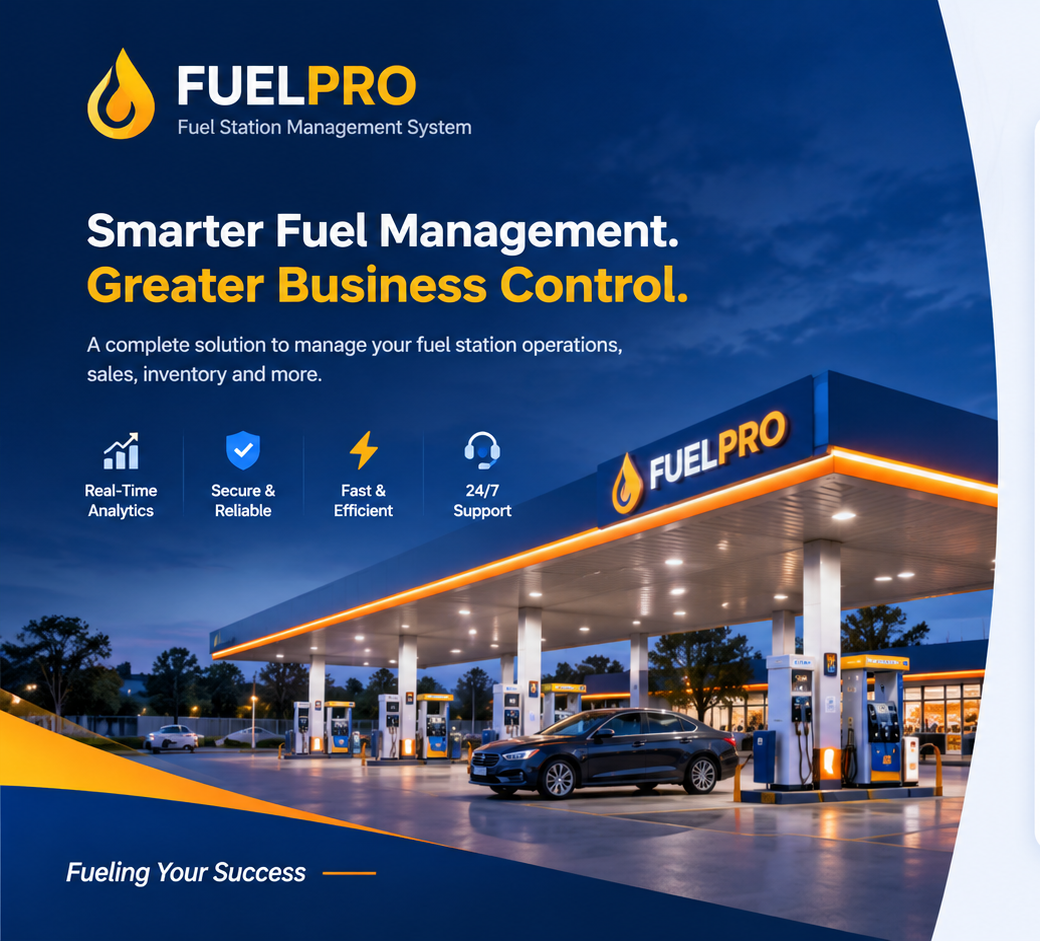 FUELPRO
Fuel Station Management System
Smarter Fuel Management.
Greater Business Control.
A complete solution to manage your fuel station operations,
sales, inventory and more.
Real-Time
Analytics
Secure &
Reliable
Fast &
Efficient
24/7
Support
FUELPRO
Fueling Your Success